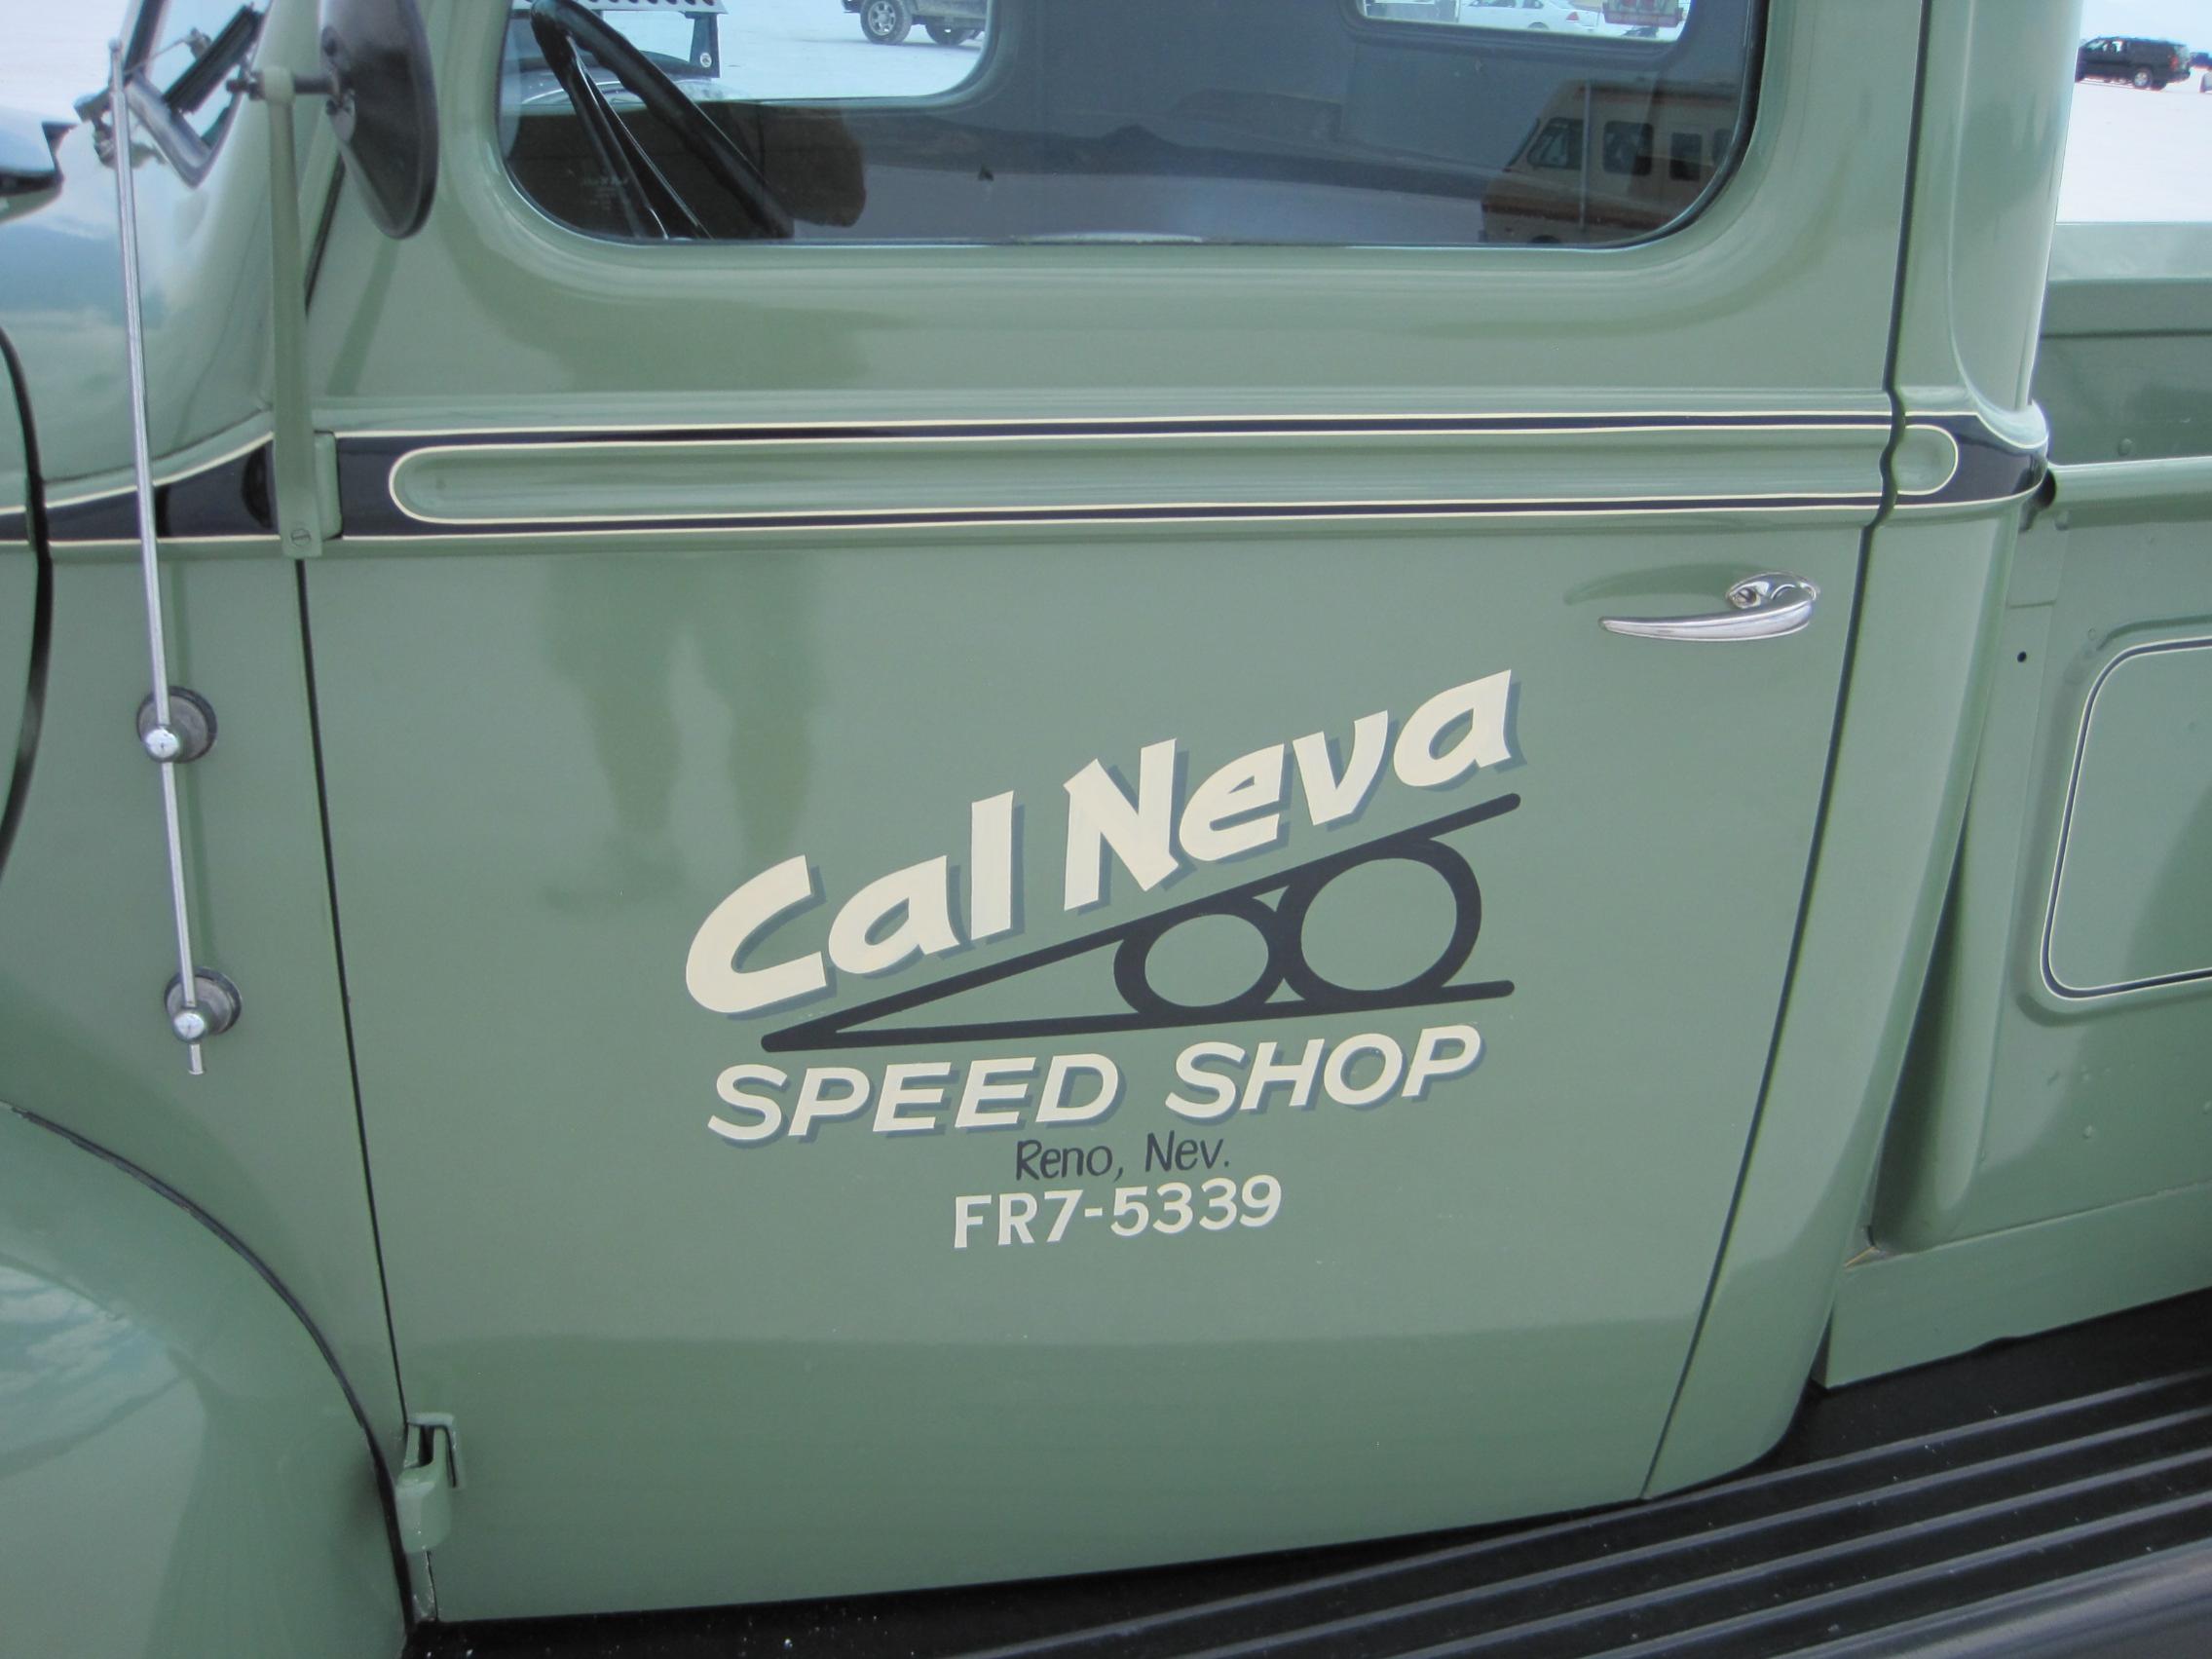 Cal Neva
SPEED SHOP
Reno, Nev.
FR7-5339